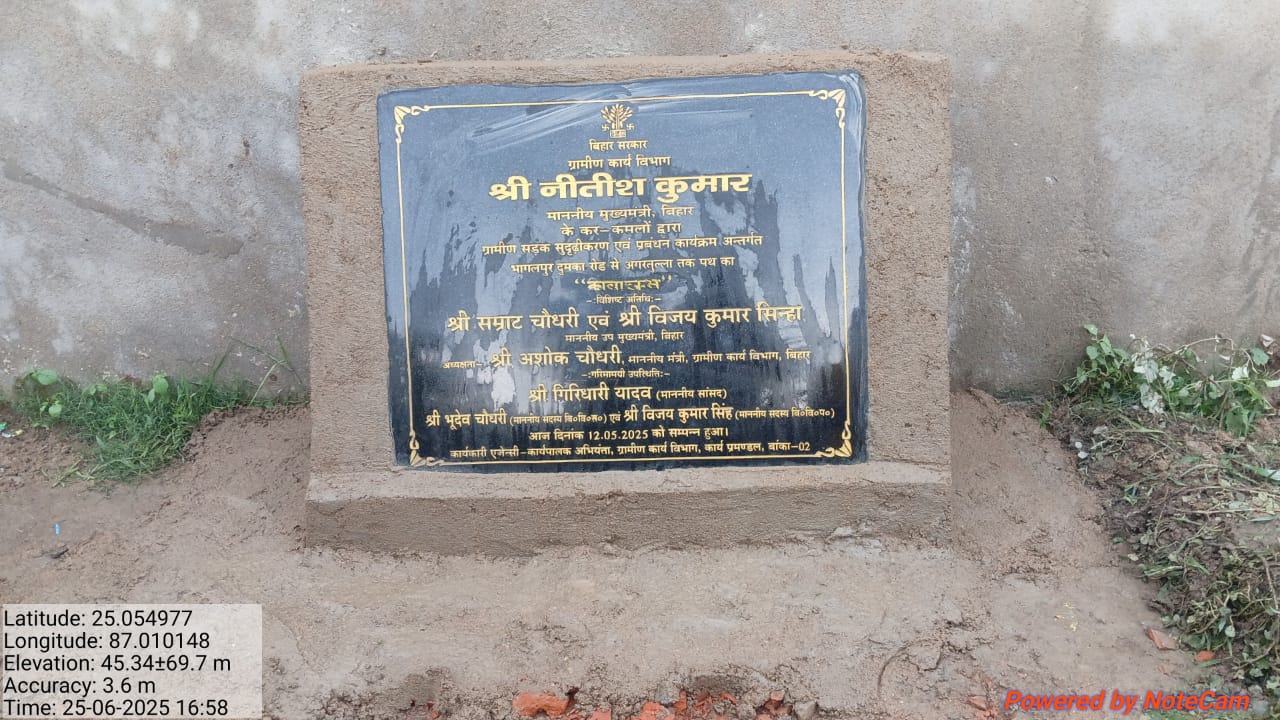 बिहार सरकार
ग्रामीण कार्य विभाग
श्री नीतीश कुमार
माननीय मुख्यमंत्री, बिहार
के कर-कमलों द्वारा
ग्रामीण सड़क सुदृढ़ीकरण एवं प्रबंधन कार्यक्रम अन्तर्गत
भागलपुर दुमका रोड से अगरतुल्ला तक पथ का
-:विशिष्ट अतिथि:-
श्री सम्राट चौधरी एवं श्री विजय कुमार सिन्हा
माननीय उप मुख्यमंत्री, बिहार
अध्यक्षता- श्री अशोक चौधरी, माननीय मंत्री, ग्रामीण कार्य विभाग, बिहार
-:गरिमामयी उपस्थिति:-
श्री गिरिधारी यादव (माननीय सांसद)
श्री भूदेव चौधरी (माननीय सदस्य बि०वि०स०) एवं श्री विजय कुमार सिंह (माननीय सदस्य बि०वि०प०)
आज दिनांक 12.05.2025 को सम्पन्न हुआ।
कार्यकारी एजेन्सी-कार्यपालक अभियंता, ग्रामीण कार्य विभाग, कार्य प्रमण्डल, बांका-02
Latitude: 25.054977
Longitude: 87.010148
Elevation: 45.34±69.7 m
Accuracy: 3.6 m
Time: 25-06-2025 16:58
Powered by NoteCam